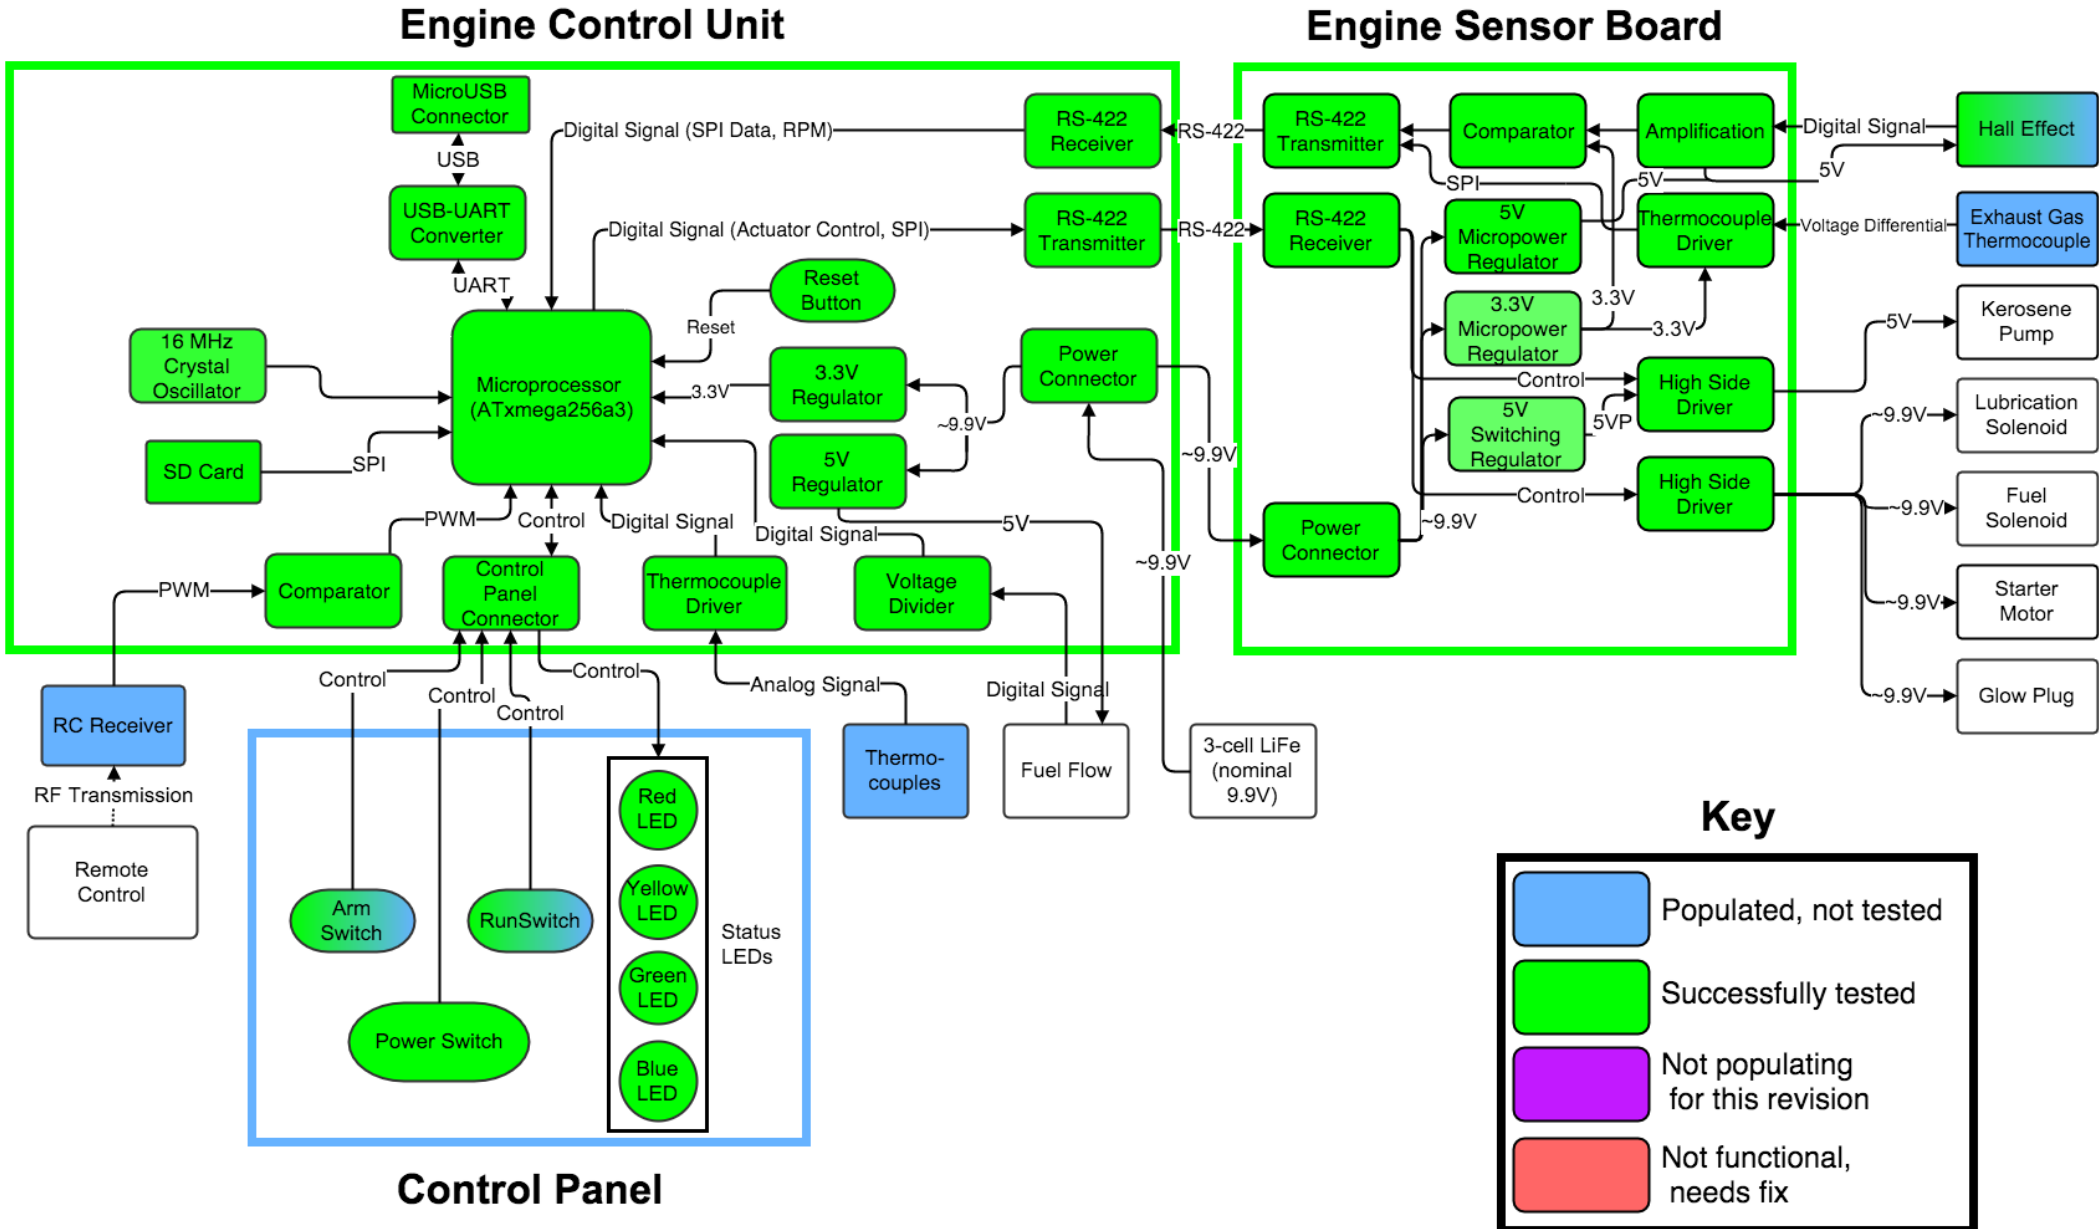 Engine Control Unit
Engine Sensor Board
MicroUSB
Connector
USB
USB-UART
Converter
UART
Digital Signal (SPI Data, RPM)
RS-422
Receiver
RS-422
RS-422
Transmitter
Comparator
Amplification
Digital Signal
Hall Effect
5V
SPI
5V
Digital Signal (Actuator Control, SPI)
RS-422
Transmitter
RS-422
RS-422
Receiver
5V
Micropower
Regulator
Thermocouple
Driver
Voltage Differential
Exhaust Gas
Thermocouple
Reset
Button
Reset
3.3V
Micropower
Regulator
3.3V
3.3V
5V
Kerosene
Pump
16 MHz
Crystal
Oscillator
Microprocessor
(ATxmega256a3)
3.3V
3.3V
Regulator
~9.9V
Power
Connector
Control
High Side
Driver
5VP
5V
Switching
Regulator
~9.9V
Lubrication
Solenoid
SD Card
SPI
5V
Regulator
~9.9V
Control
High Side
Driver
~9.9V
Fuel
Solenoid
PWM
Control
Digital Signal
Digital Signal
5V
~9.9V
~9.9V
Power
Connector
PWM
Comparator
Control
Panel
Connector
Thermocouple
Driver
Voltage
Divider
~9.9V
Starter
Motor
Control
Control
Control
Control
Analog Signal
Digital Signal
~9.9V
Glow Plug
RC Receiver
RF Transmission
Remote
Control
Thermo-
couples
Fuel Flow
3-cell LiFe
(nominal
9.9V)
Red
LED
Yellow
LED
Green
LED
Blue
LED
Status
LEDs
Arm
Switch
RunSwitch
Power Switch
Control Panel
Key
Populated, not tested
Successfully tested
Not populating
for this revision
Not functional,
needs fix